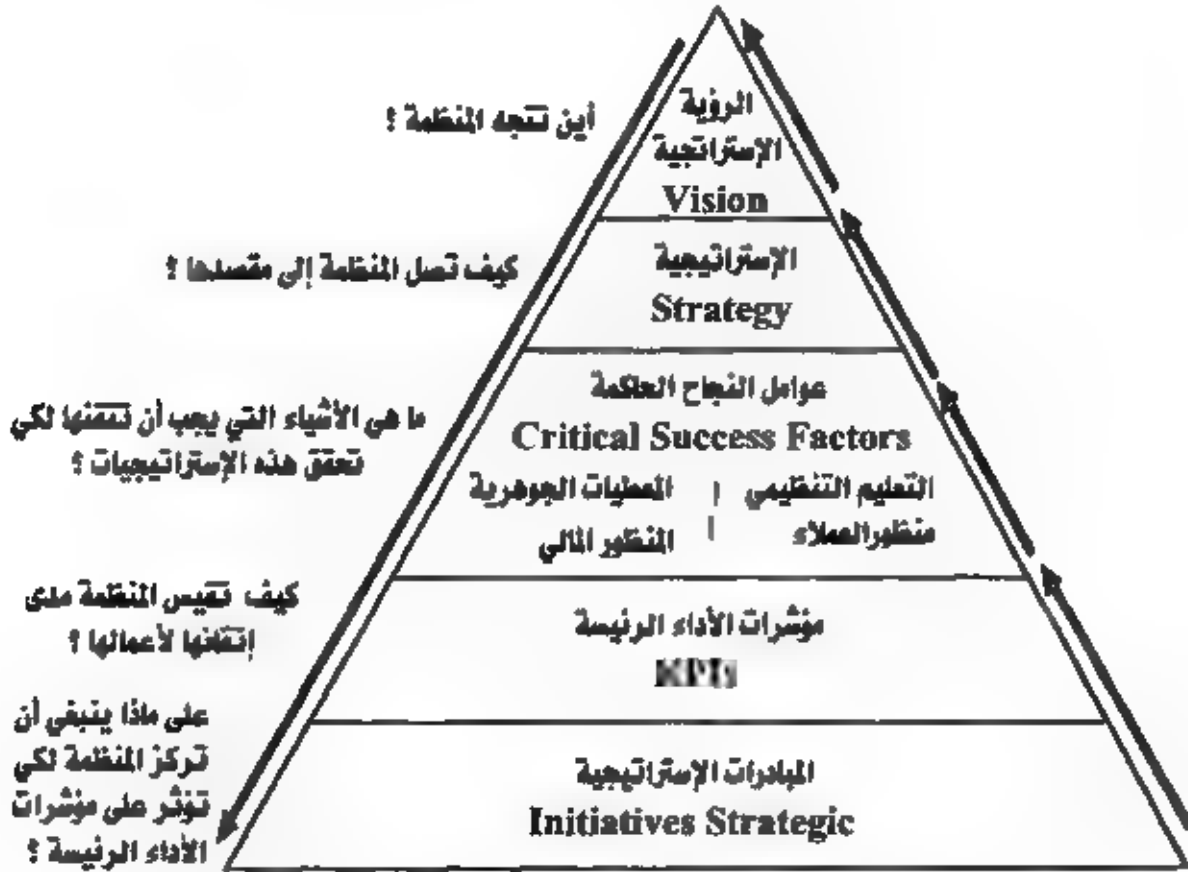 الرؤية
الإستراتجية
Vision
أين تتجه المنظمة ؟
الإستراتيجية
Strategy
كيف تصل المنظمة إلى مقصدها ؟
عوامل النجاح الحاكمة
Critical Success Factors
التعليم التنظيمي | العمليات الجوهرية
منظور العملاء | المنظور المالي
ما هي الأشياء التي يجب أن تتقنها لكي
تحقق هذه الإستراتيجيات ؟
مؤشرات الأداء الرئيسة
KPIs
كيف تقيس المنظمة مدى
إتقانها لأعمالها ؟
المبادرات الإستراتيجية
Initiatives Strategic
على ماذا ينبغي أن
تركز المنظمة لكي
تؤثر على مؤشرات
الأداء الرئيسة ؟